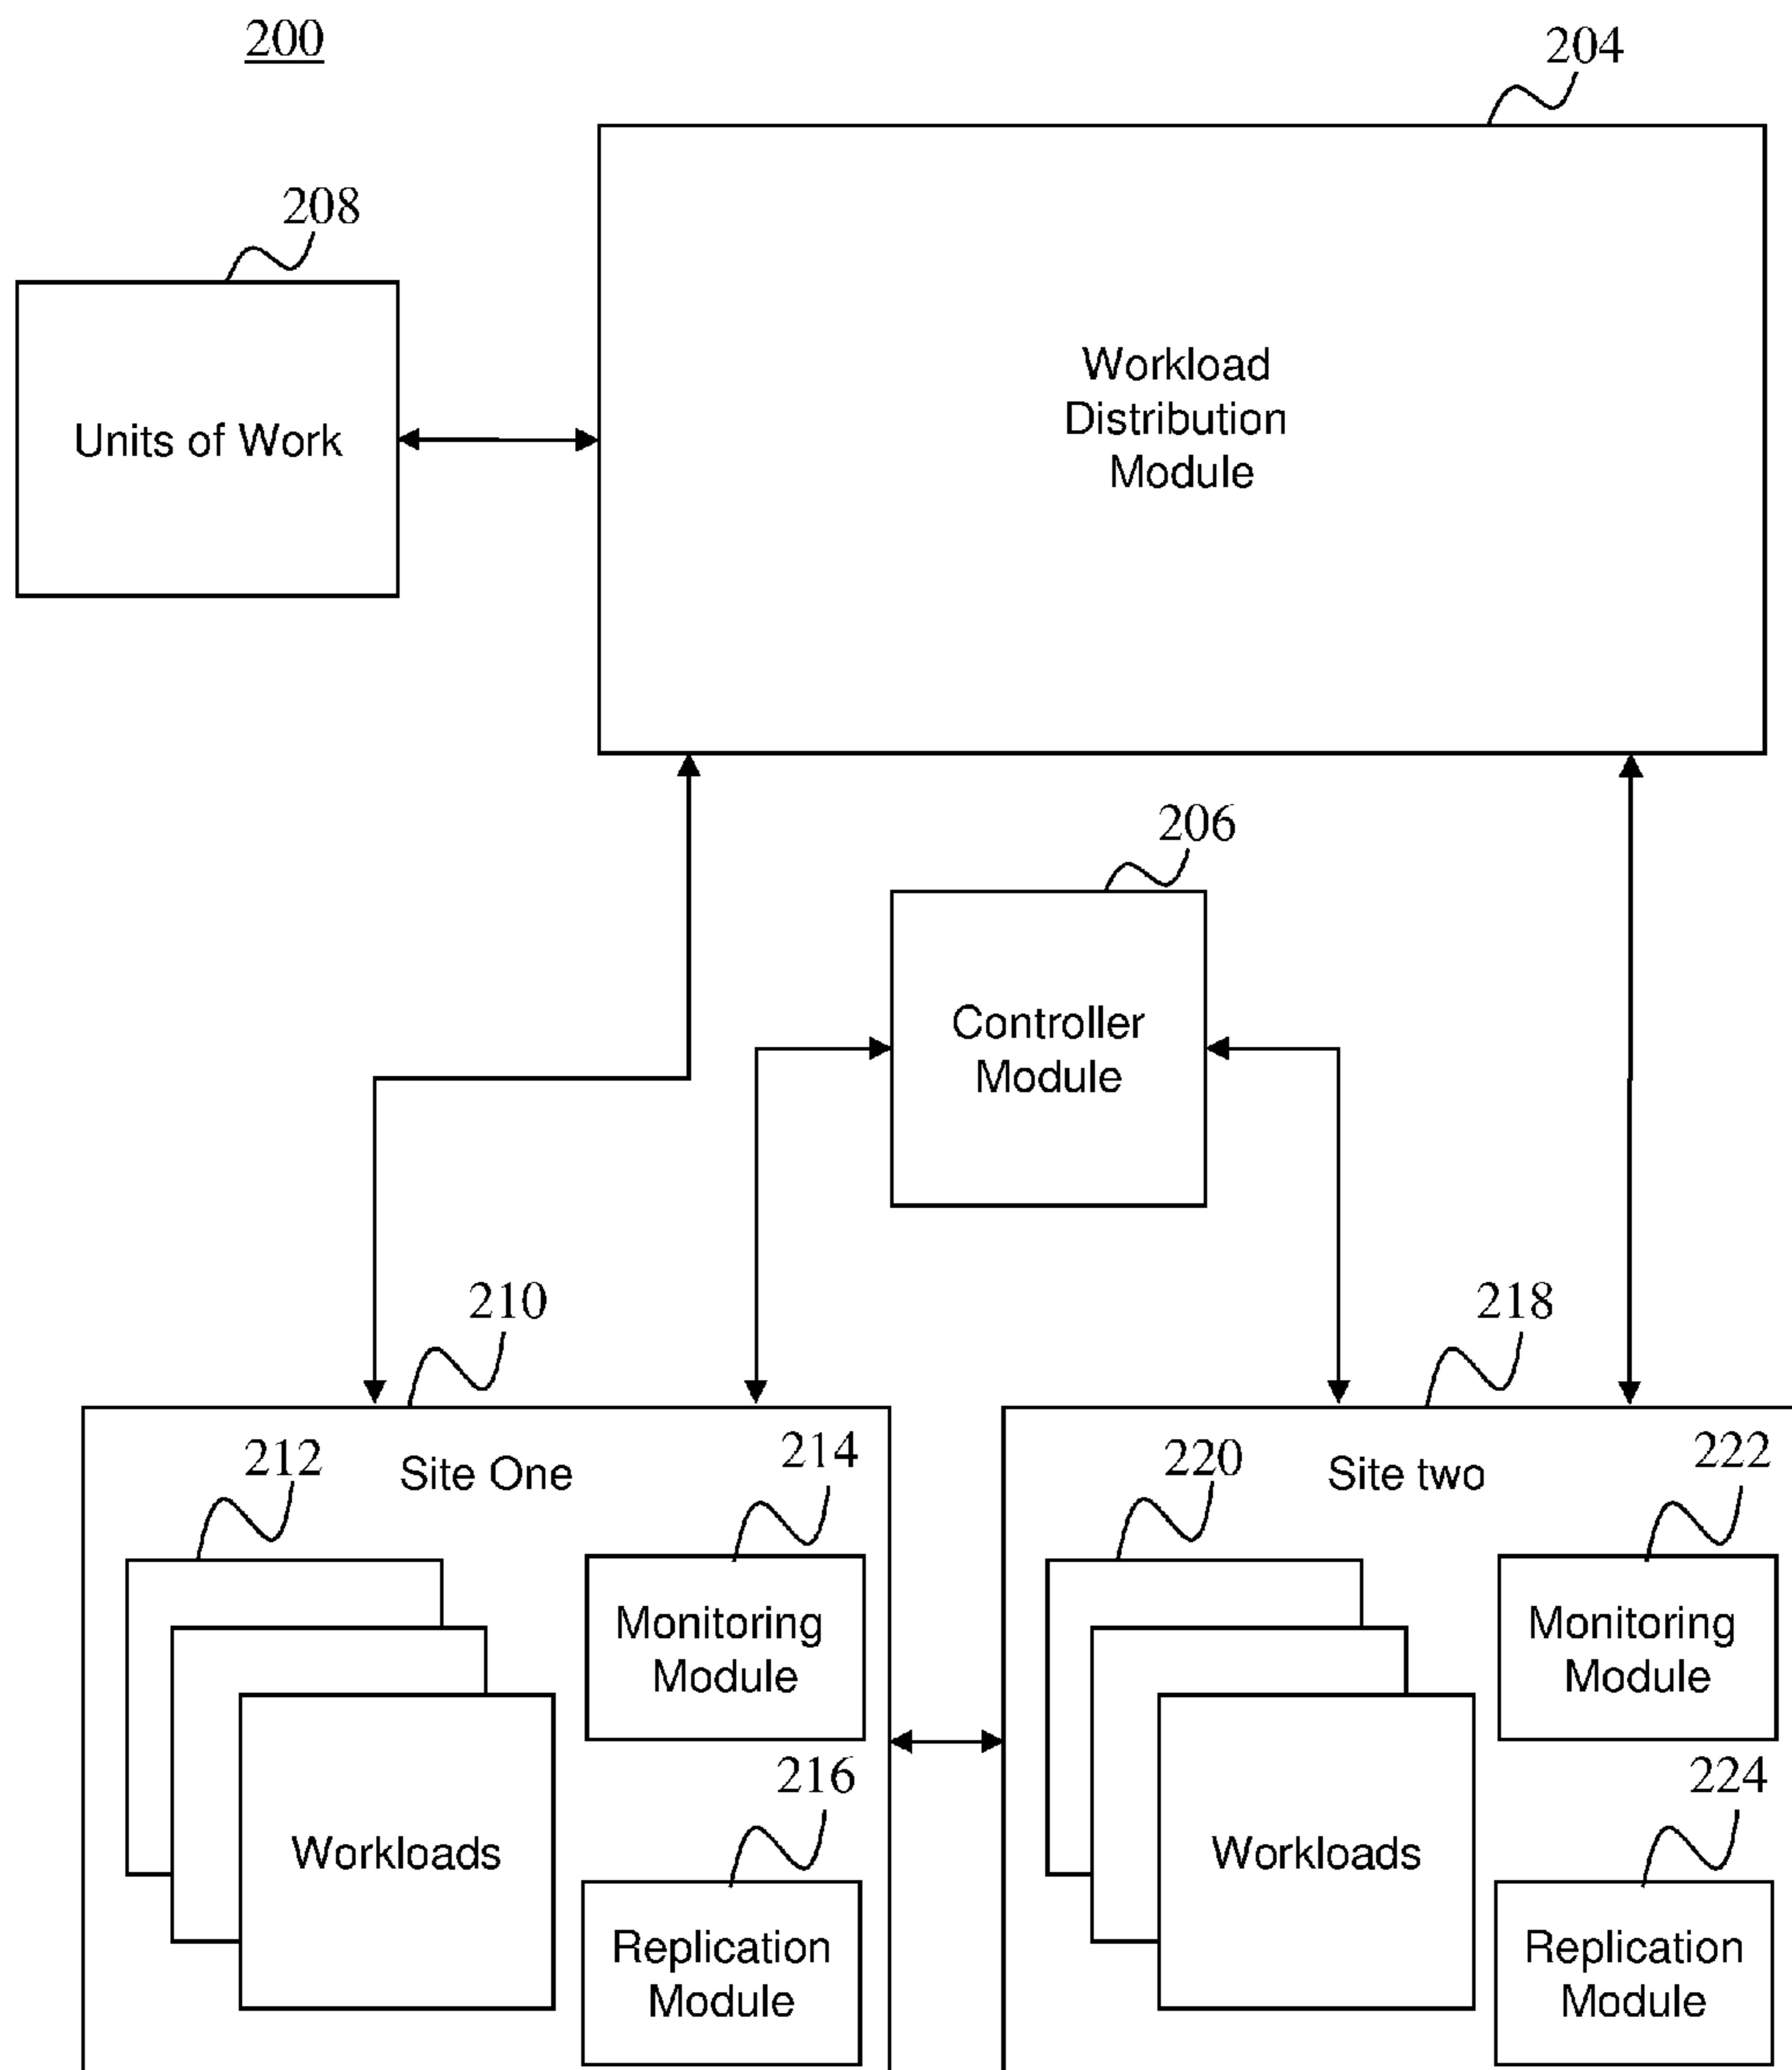 200
204
208
Workload
Distribution
Module
Units of Work
206
Controller
Module
210
218
212
Site One
214
220
Site two
222
Monitoring
Module
Monitoring
Module
216
224
Workloads
Workloads
Replication
Module
Replication
Module